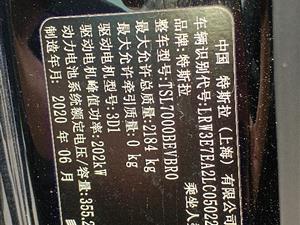 中国 特斯拉（上海）有限公司
车辆识别代号:LRW3E7EA2LC05022
品牌:特斯拉 乘坐人
整车型号:TSL7000BEVBR0
最大允许总质量:2184 kg
最大允许牵引质量:0 kg
驱动电机型号:3D1
驱动电机峰值功率:202kW
动力电池系统额定电压/容量:355.2
制造年月:2020 年 06 月